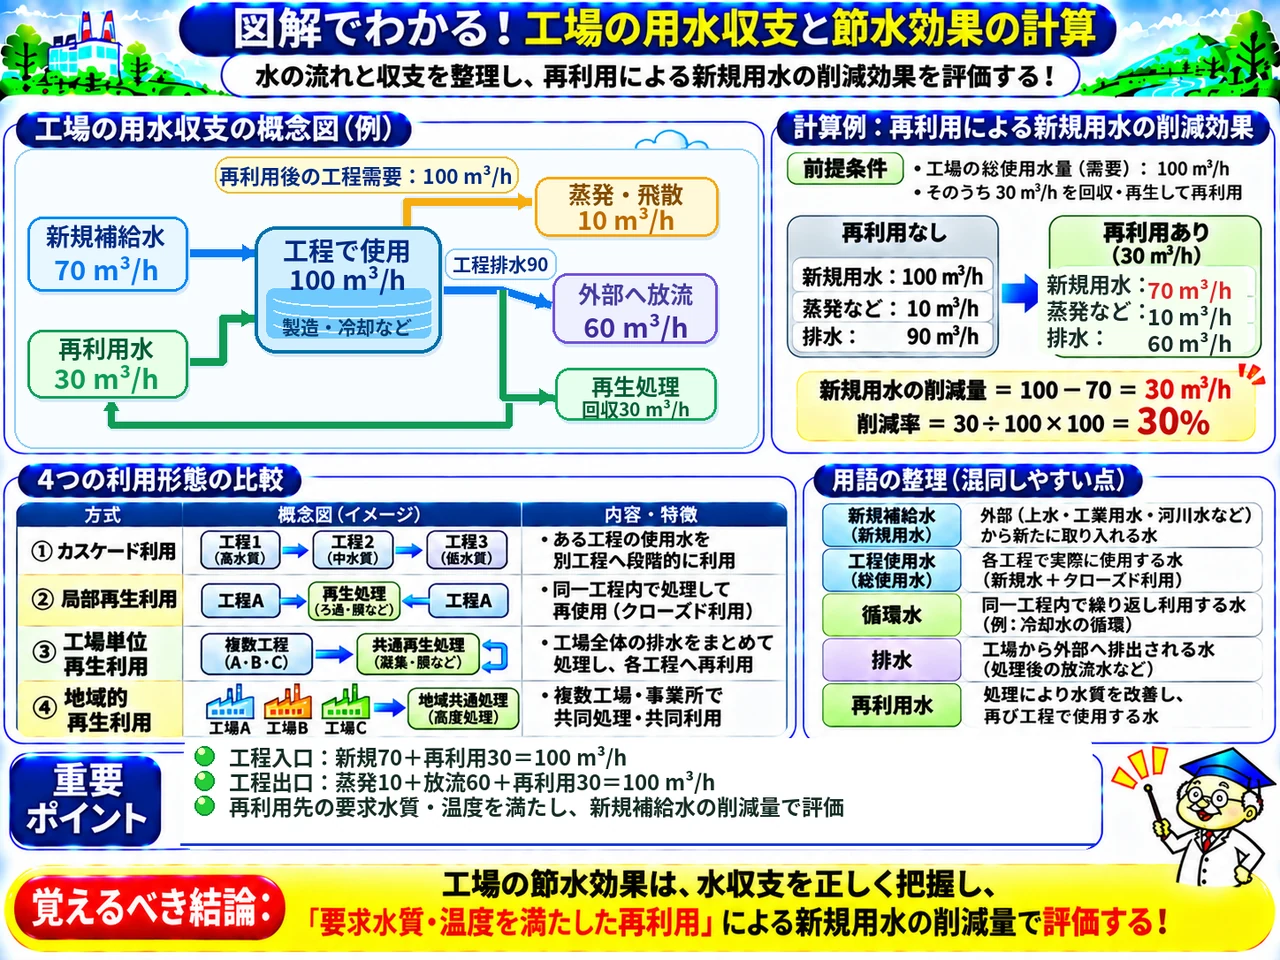 図解でわかる！工場の用水収支と節水効果の計算
水の流れと収支を整理し、再利用による新規用水の削減効果を評価する！
工場の用水収支の概念図（例）
再利用後の工程需要：100 m³/h
新規補給水
70 m³/h
再利用水
30 m³/h
工程で使用
100 m³/h
製造・冷却など
蒸発・飛散
10 m³/h
工程排水90
外部へ放流
60 m³/h
再生処理
回収30 m³/h
計算例：再利用による新規用水の削減効果
前提条件
・工場の総使用水量（需要）： 100 m³/h
・そのうち 30 m³/h を回収・再生して再利用
再利用なし
新規用水：100 m³/h
蒸発など： 10 m³/h
排水： 90 m³/h
再利用あり
（30 m³/h）
新規用水：70 m³/h
蒸発など：10 m³/h
排水： 60 m³/h
新規用水の削減量 ＝ 100 － 70 ＝ 30 m³/h
削減率 ＝ 30 ÷ 100 × 100 ＝ 30%
4つの利用形態の比較
方式 概念図（イメージ） 内容・特徴
① カスケード利用
工程1
（高水質）
工程2
（中水質）
工程3
（低水質）
・ある工程の使用水を
別工程へ段階的に利用
② 局部再生利用
工程A
再生処理
（ろ過・膜など）
工程A
・同一工程内で処理して
再使用（クローズド利用）
③ 工場単位
再生利用
複数工程
（A・B・C）
共通再生処理
（凝集・膜など）
・工場全体の排水をまとめて
処理し、各工程へ再利用
④ 地域的
再生利用
工場A 工場B 工場C
地域共通処理
（高度処理）
・複数工場・事業所で
共同処理・共同利用
用語の整理（混同しやすい点）
新規補給水
（新規用水）
外部（上水・工業用水・河川水など）
から新たに取り入れる水
工程使用水
（総使用水）
各工程で実際に使用する水
（新規水＋タローズド利用）
循環水
同一工程内で繰り返し利用する水
（例：冷却水の循環）
排水
工場から外部へ排出される水
（処理後の放流水など）
再利用水
処理により水質を改善し、
再び工程で使用する水
重要
ポイント
工程入口：新規70＋再利用30＝100 m³/h
工程出口：蒸発10＋放流60＋再利用30＝100 m³/h
再利用先の要求水質・温度を満たし、新規補給水の削減量で評価
覚えるべき結論：
工場の節水効果は、水収支を正しく把握し、
「要求水質・温度を満たした再利用」による新規用水の削減量で評価する！